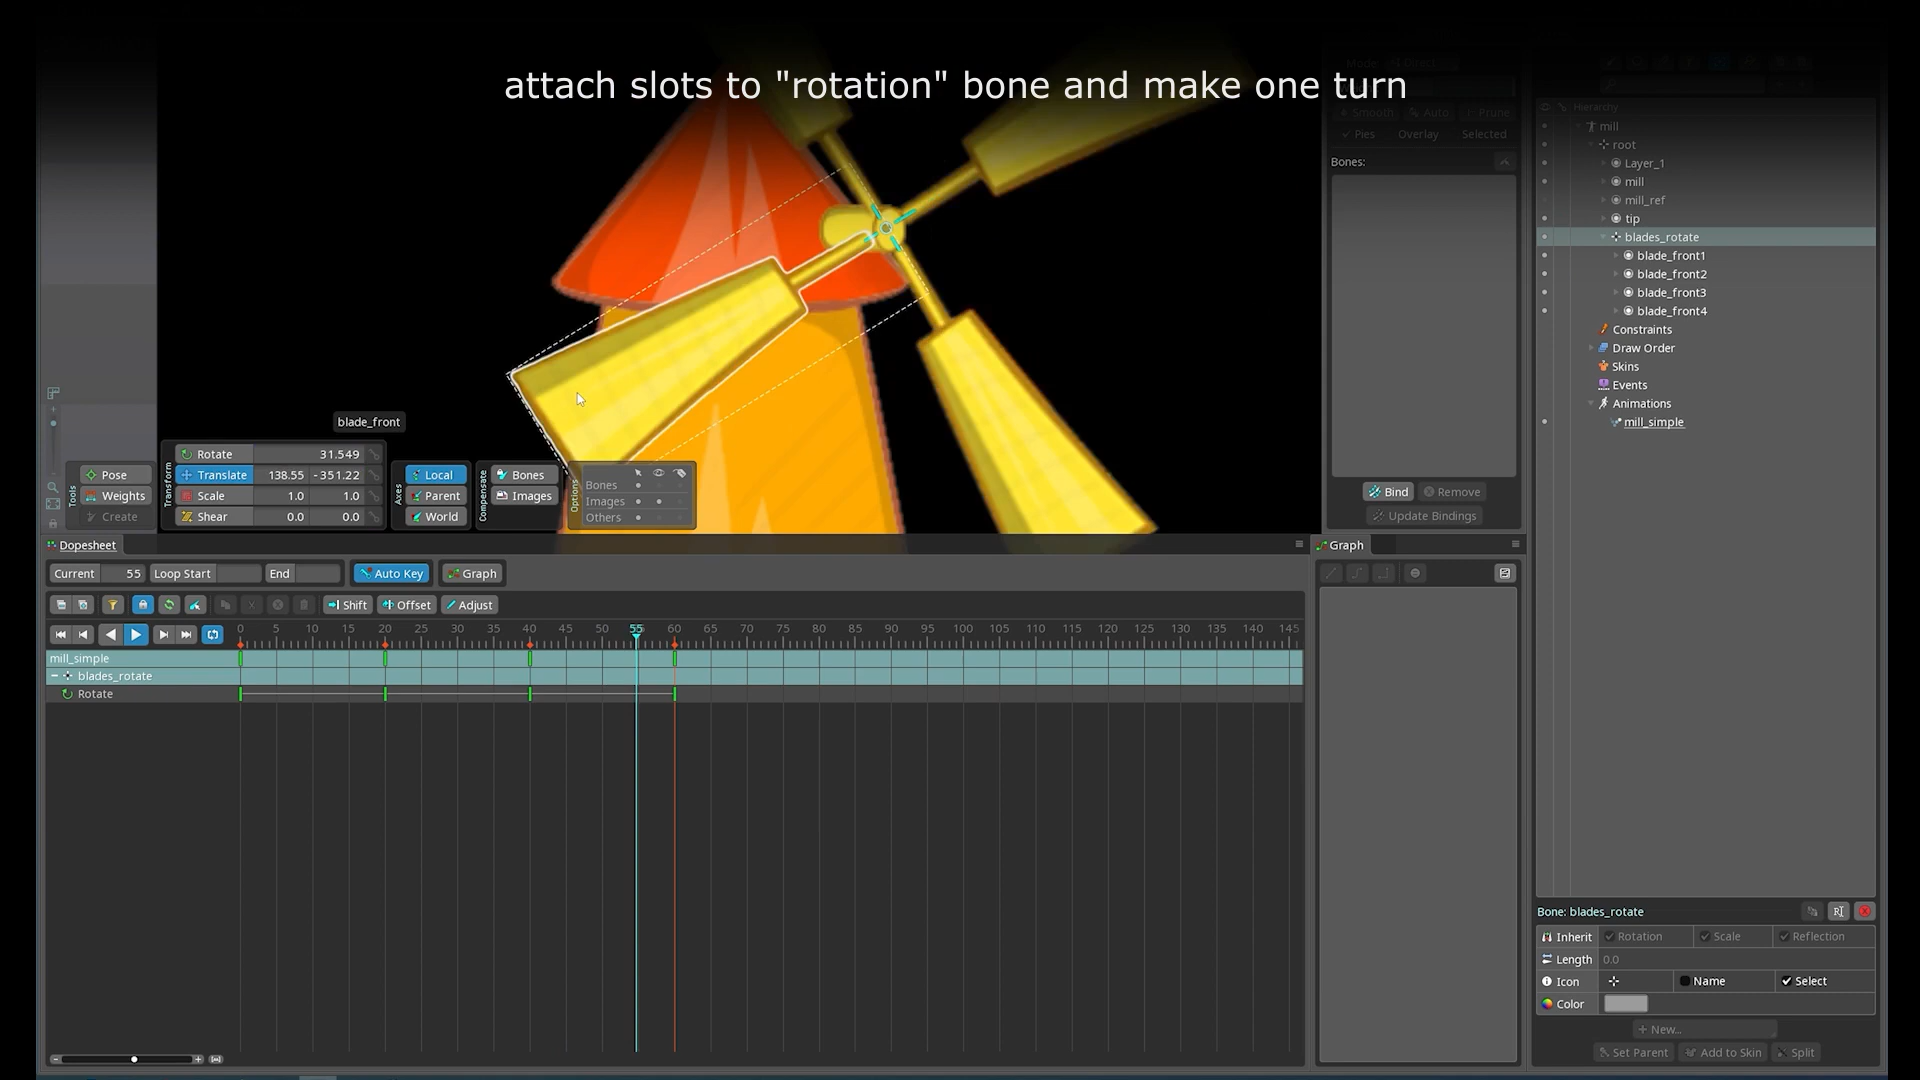 attach slots to "rotation" bone and make one turn
Mode
Smooth Auto Prune
Pies Overlay Selected
Bones:
Bind Remove
Update Bindings
Hierarchy
mill
root
Layer_1
mill
mill_ref
tip
blades_rotate
blade_front1
blade_front2
blade_front3
blade_front4
Constraints
Draw Order
Skins
Events
Animations
mill_simple
blade_front
Tools
Pose
Weights
Create
Transform
Rotate 31.549
Translate 138.55 -351.22
Scale 1.0 1.0
Shear 0.0 0.0
Axes
Local
Parent
World
Compensate
Bones
Images
Options
Bones
Images
Others
Dopesheet
Current 55 Loop Start End Auto Key Graph
Shift Offset Adjust
0 5 10 15 20 25 30 35 40 45 50 55 60 65 70 75 80 85 90 95 100 105 110 115 120 125 130 135 140 145
mill_simple
blades_rotate
Rotate
Graph
Bone: blades_rotate
Inherit Rotation Scale Reflection
Length 0.0
Icon Name Select
Color
+ New...
Set Parent Add to Skin Split